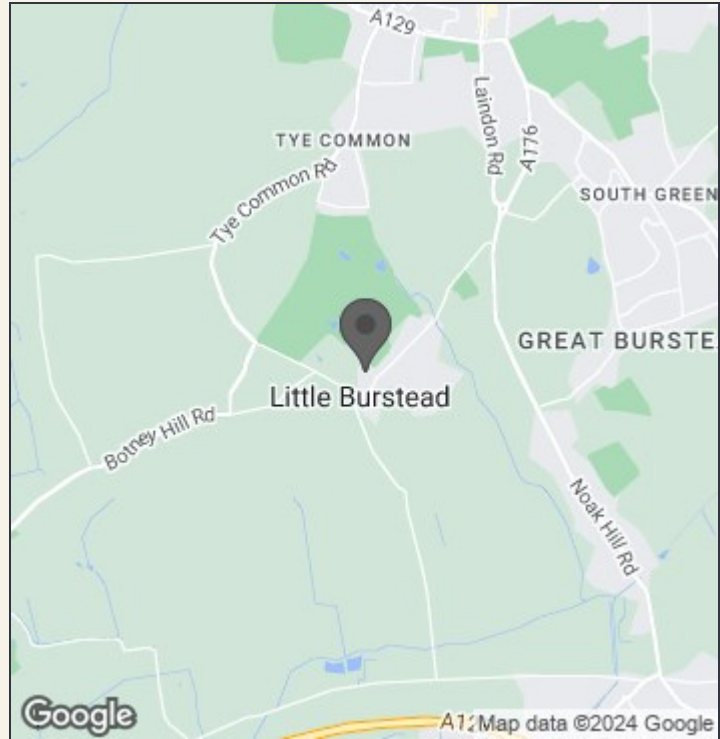 A129
Laindon Rd
A176
TYE COMMON
Tye Common Rd
SOUTH GREEN
GREAT BURSTE
Little Burstead
Botney Hill Rd
Noak Hill Rd
Google
A12
Map data ©2024 Google